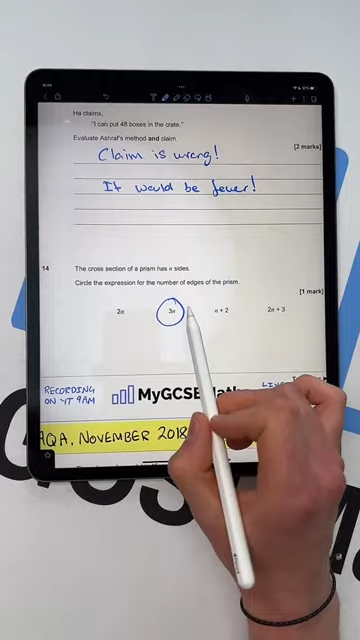 He claims,
"I can put 48 boxes in the crate."
Evaluate Ashraf's method and claim.
[2 marks]
Claim is wrong!
It would be fewer!
14 The cross section of a prism has n sides.
Circle the expression for the number of edges of the prism.
[1 mark]
2n 3n n + 2 2n + 3
RECORDING
ON YT 9AM
MyGCSEMaths
AQA, NOVEMBER 2018